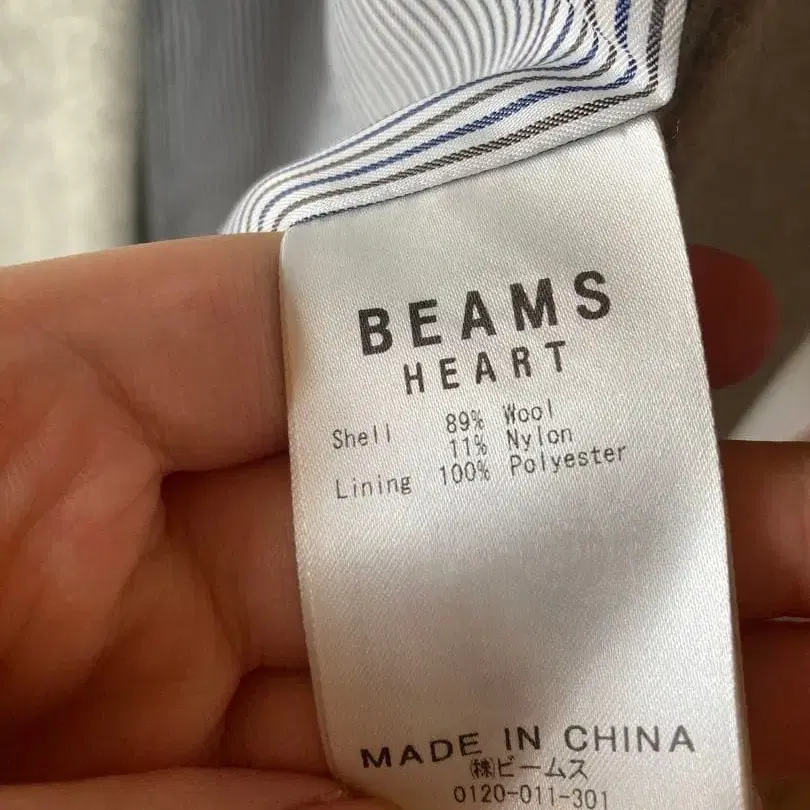 BEAMS
HEART
Shell 89% Wool
11% Nylon
Lining 100% Polyester
MADE IN CHINA
㈱ビームス
0120-011-301